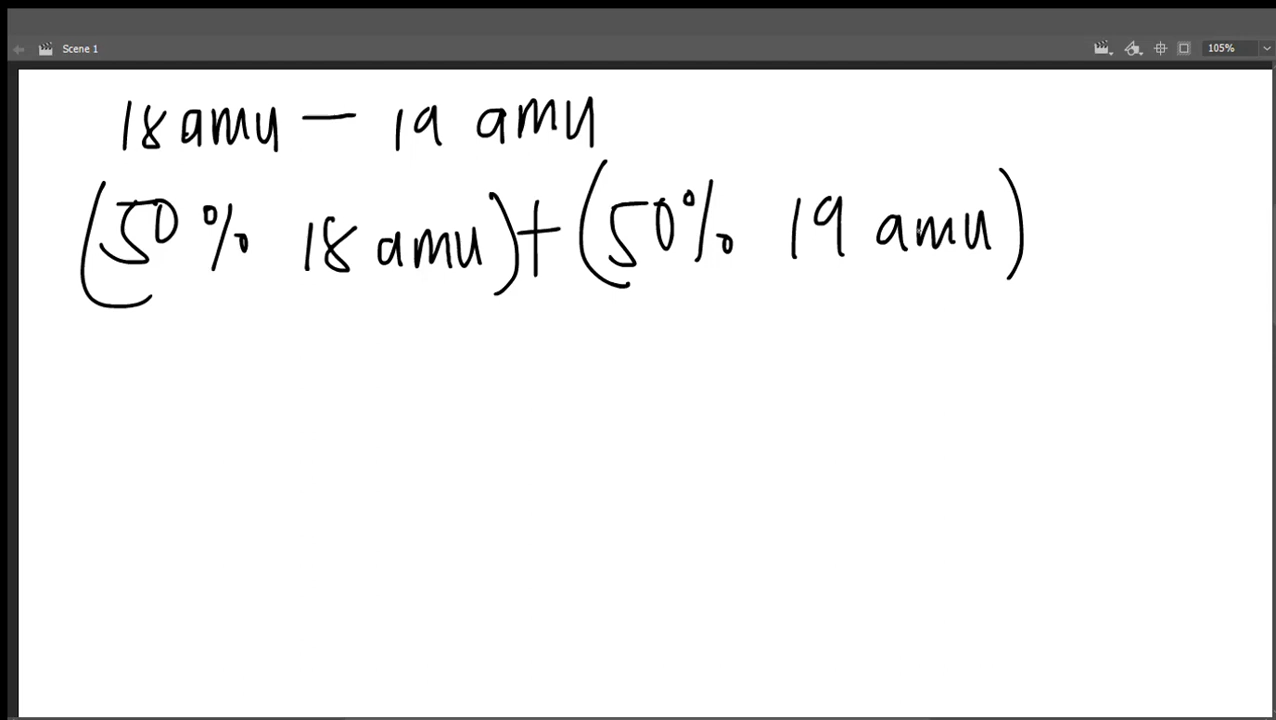 Scene 1
105%
18 amu — 19 amu
(50% 18 amu) + (50% 19 amu)